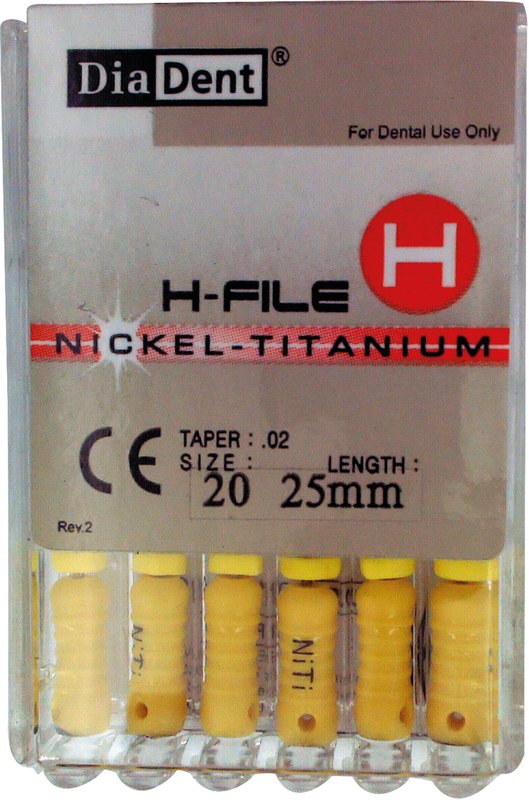 DiaDent®
For Dental Use Only
H
H-FILE
NICKEL-TITANIUM
CE
TAPER : .02
SIZE : LENGTH :
20 25mm
Rev.2
NiTi NiTi